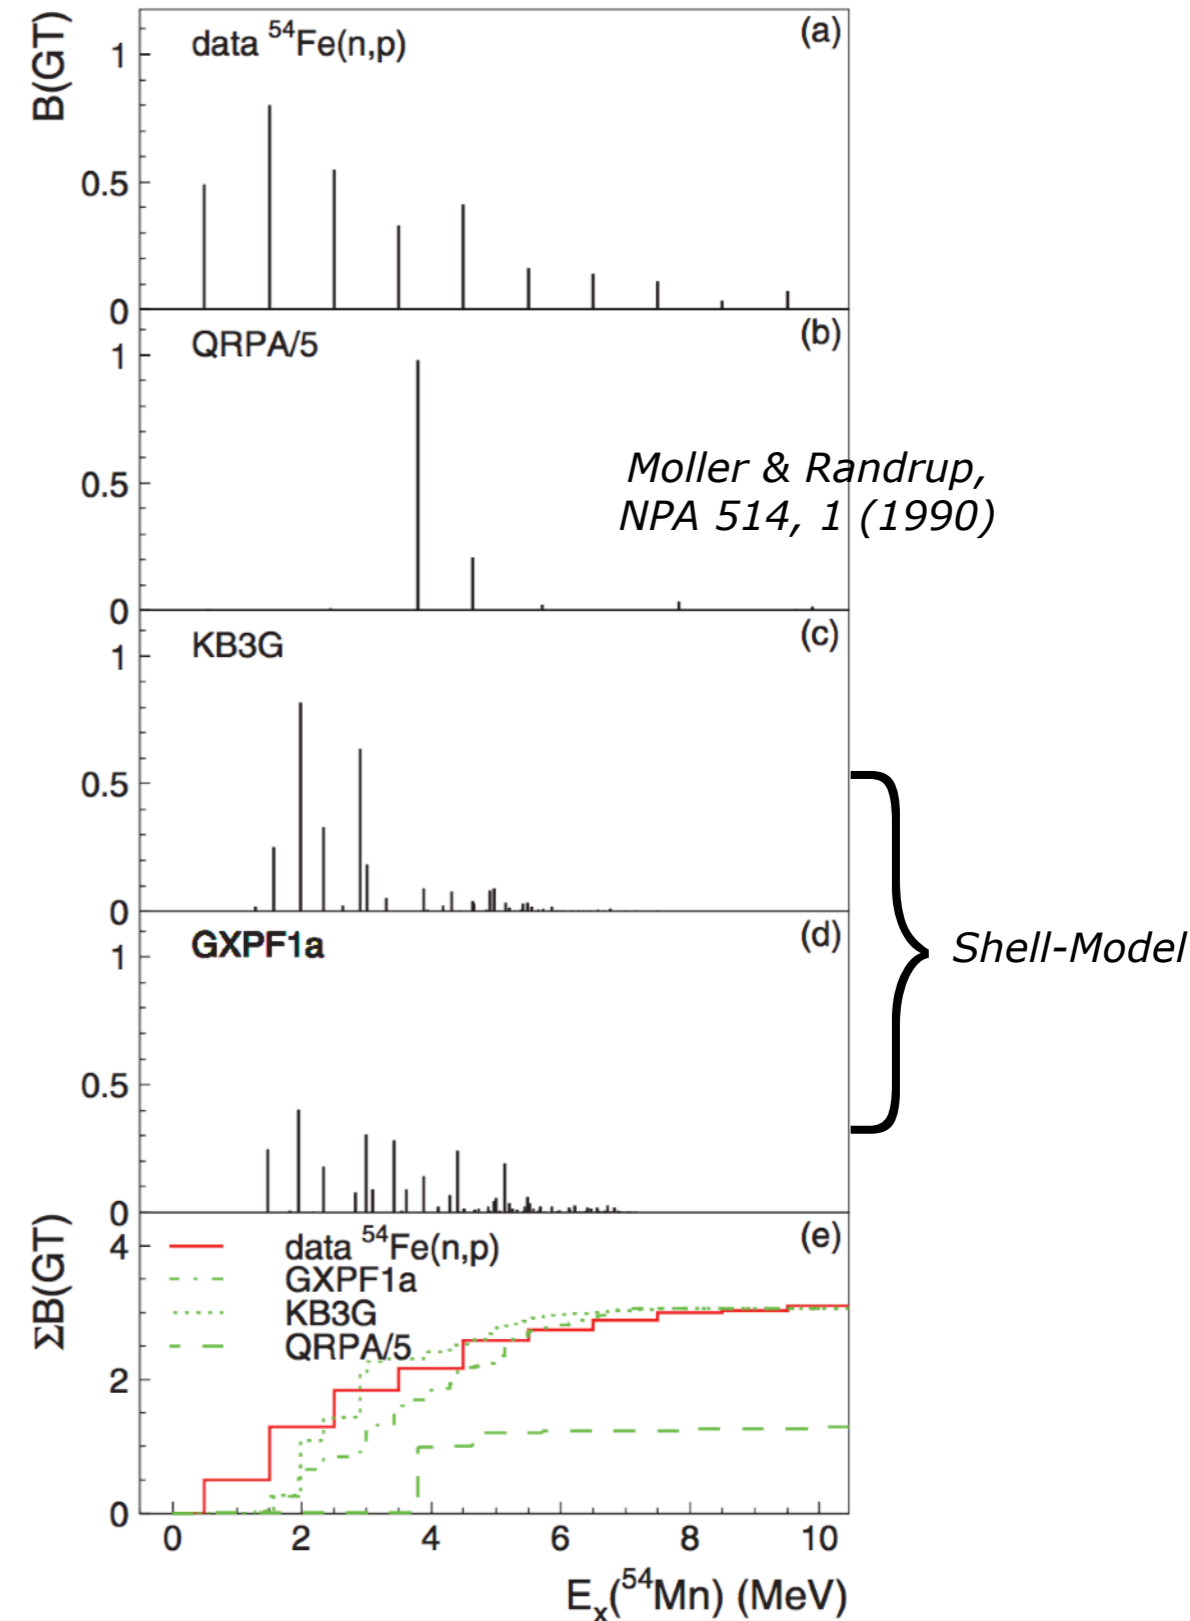 B(GT)
data ⁵⁴Fe(n,p)
(a)
1
0.5
0
QRPA/5
(b)
1
0.5
0
Moller & Randrup,
NPA 514, 1 (1990)
KB3G
(c)
1
0.5
0
GXPF1a
(d)
1
0.5
0
Shell-Model
ΣB(GT)
(e)
data ⁵⁴Fe(n,p)
GXPF1a
KB3G
QRPA/5
4
2
0
0 2 4 6 8 10
Eₓ(⁵⁴Mn) (MeV)